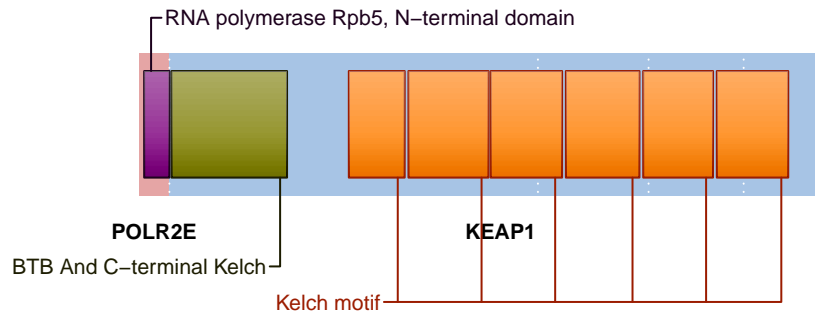 RNA polymerase Rpb5, N−terminal domain
POLR2E
KEAP1
BTB And C−terminal Kelch
Kelch motif